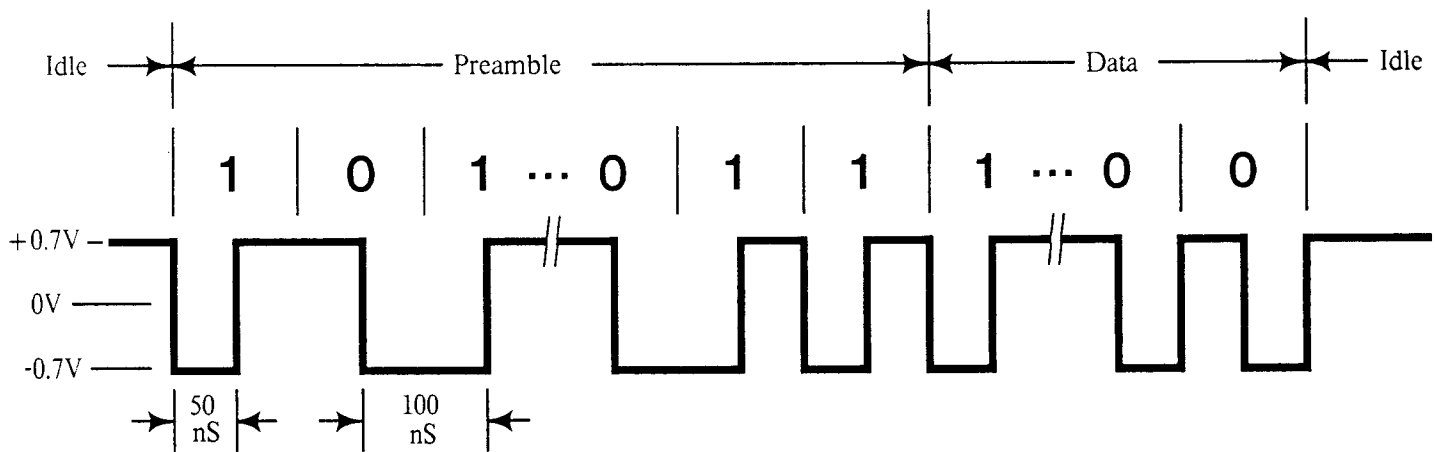 Idle Preamble Data Idle
1 0 1 ... 0 1 1 1 ... 0 0
+0.7V
0V
-0.7V
50 100
nS nS